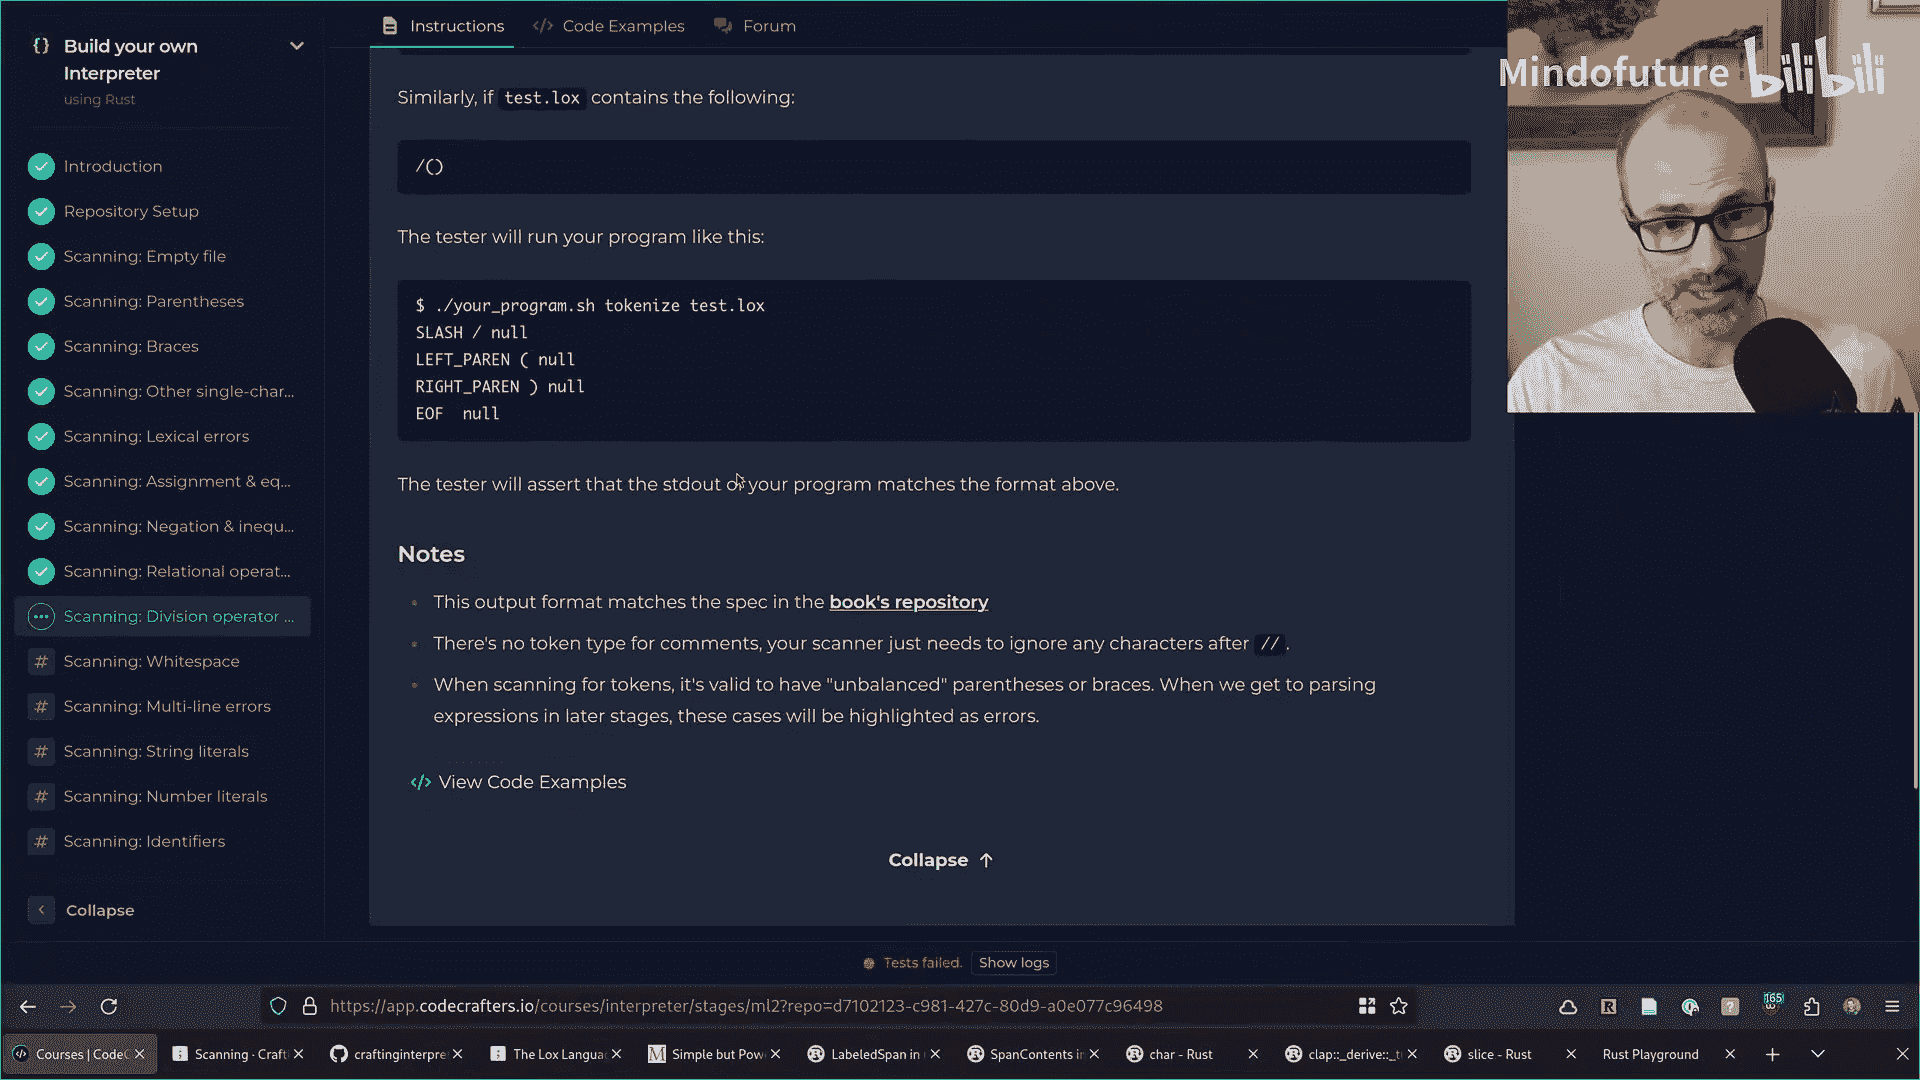 Build your own
Interpreter
using Rust
Introduction
Repository Setup
Scanning: Empty file
Scanning: Parentheses
Scanning: Braces
Scanning: Other single-char...
Scanning: Lexical errors
Scanning: Assignment & eq...
Scanning: Negation & inequ...
Scanning: Relational operat...
Scanning: Division operator ...
# Scanning: Whitespace
# Scanning: Multi-line errors
# Scanning: String literals
# Scanning: Number literals
# Scanning: Identifiers
Collapse
Instructions
</> Code Examples
Forum
Similarly, if test.lox contains the following:
/()
The tester will run your program like this:
$ ./your_program.sh tokenize test.lox
SLASH / null
LEFT_PAREN ( null
RIGHT_PAREN ) null
EOF  null
The tester will assert that the stdout of your program matches the format above.
Notes
This output format matches the spec in the book's repository
There's no token type for comments, your scanner just needs to ignore any characters after //.
When scanning for tokens, it's valid to have "unbalanced" parentheses or braces. When we get to parsing
expressions in later stages, these cases will be highlighted as errors.
</> View Code Examples
Collapse ↑
Mindofuture bilibili
Tests failed. Show logs
https://app.codecrafters.io/courses/interpreter/stages/ml2?repo=d7102123-c981-427c-80d9-a0e077c96498
165
Courses | CodeC
Scanning · Crafti
craftinginterpre
The Lox Langua
Simple but Pow
LabeledSpan in
SpanContents in
char - Rust
clap::_derive::_t
slice - Rust
Rust Playground